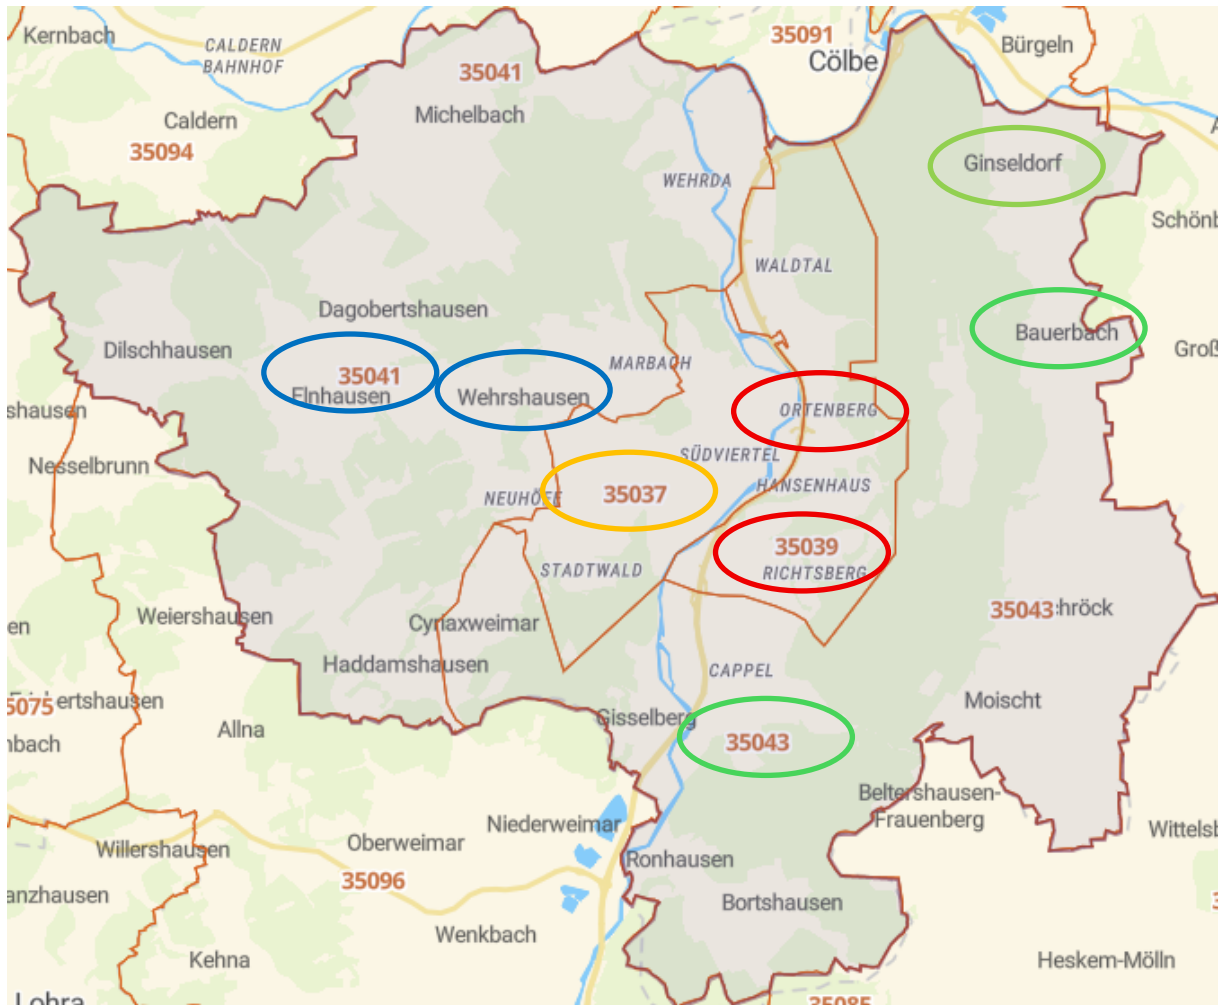 Kernbach
CALDERN
BAHNHOF
35091
Cölbe
Bürgeln
35041
Michelbach
Caldern
35094
Ginseldorf
WEHRDA
Schönb
WALDTAL
Dagobertshausen
Bauerbach
Dilschhausen
MARBACH
Groß
35041
Elnhausen
Wehrshausen
shausen
ORTENBERG
SÜDVIERTEL
Nesselbrunn
HANSENHAUS
35037
NEUHÖFE
35039
STADTWALD
RICHTSBERG
35043
hröck
Weiershausen
Cyriaxweimar
en
Haddamshausen
CAPPEL
5075
ertshausen
Moischt
Gisselberg
Allna
35043
nbach
Beltershausen-
Frauenberg
Niederweimar
Wittelsb
Oberweimar
Willershausen
Ronhausen
35096
anzhausen
Bortshausen
Wenkbach
Kehna
Heskem-Mölln
Lohra
35085